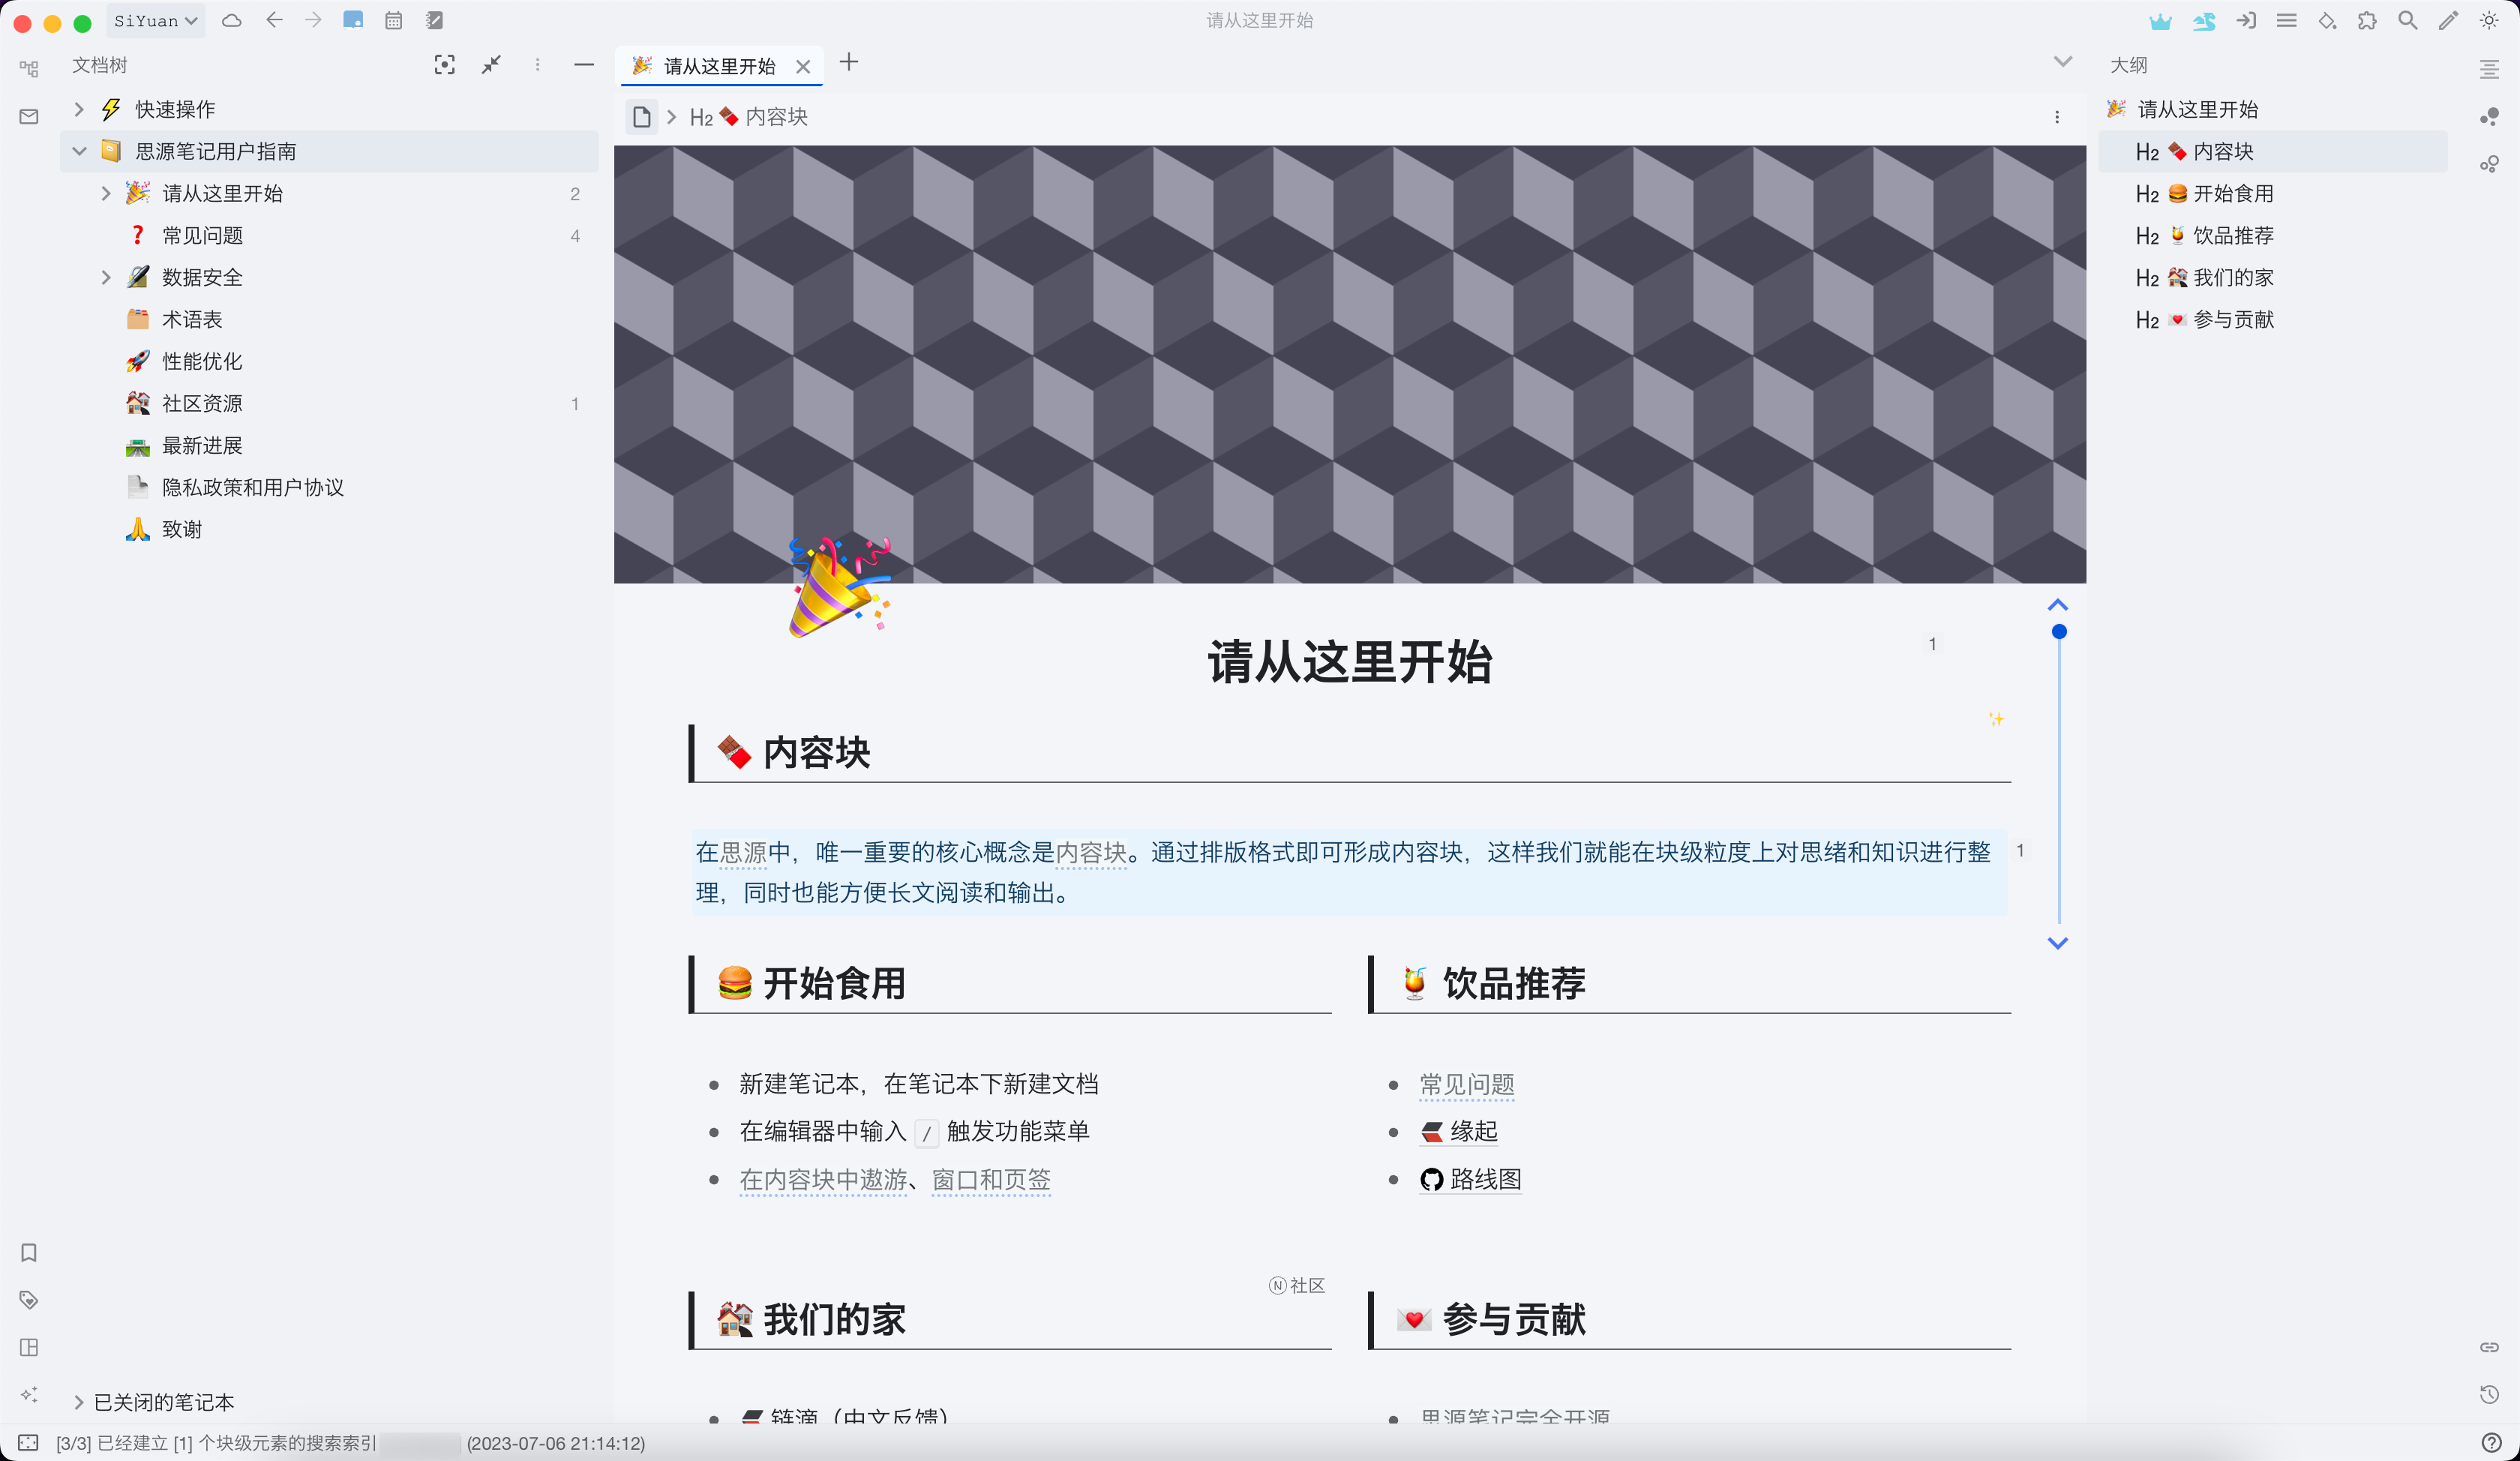 SiYuan
请从这里开始
文档树
快速操作
思源笔记用户指南
请从这里开始 2
常见问题 4
数据安全
术语表
性能优化
社区资源 1
最新进展
隐私政策和用户协议
致谢
已关闭的笔记本
请从这里开始
H2 内容块
请从这里开始 1
内容块
在思源中，唯一重要的核心概念是内容块。通过排版格式即可形成内容块，这样我们就能在块级粒度上对思绪和知识进行整 1
理，同时也能方便长文阅读和输出。
开始食用
新建笔记本，在笔记本下新建文档
在编辑器中输入 / 触发功能菜单
在内容块中遨游、窗口和页签
饮品推荐
常见问题
缘起
路线图
N 社区
我们的家
链滴（中文反馈）
参与贡献
思源笔记完全开源
大纲
请从这里开始
H2 内容块
H2 开始食用
H2 饮品推荐
H2 我们的家
H2 参与贡献
[3/3] 已经建立 [1] 个块级元素的搜索索引 (2023-07-06 21:14:12)